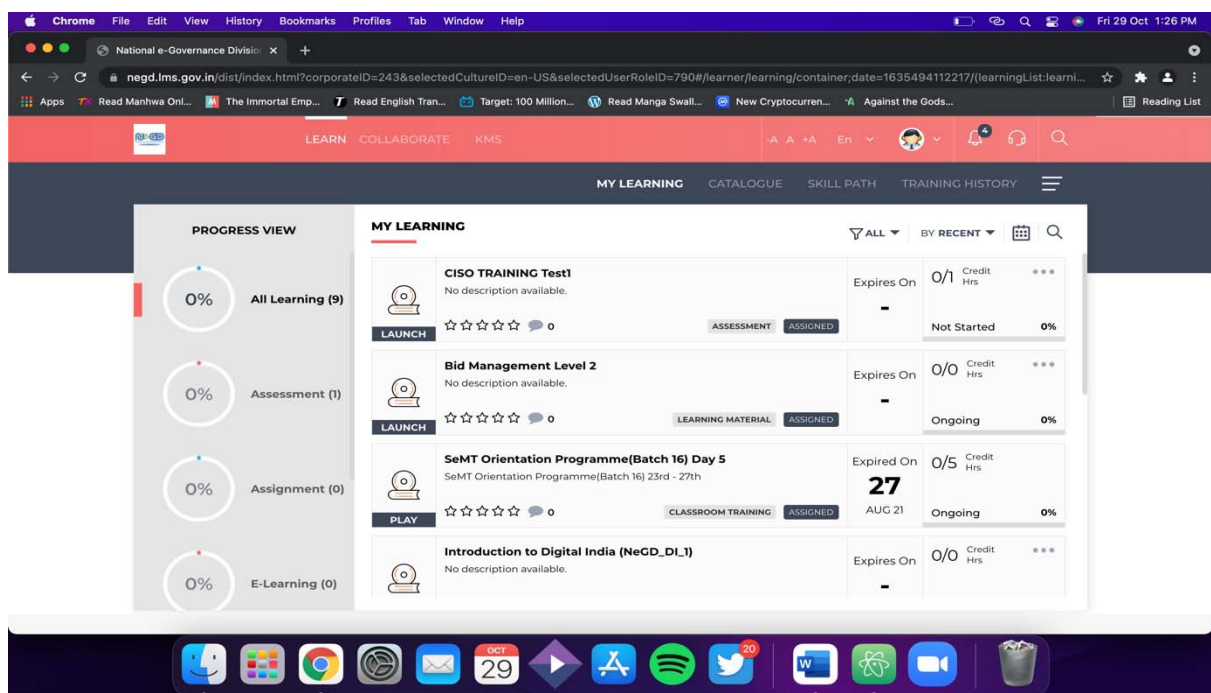 Chrome File Edit View History Bookmarks Profiles Tab Window Help Fri 29 Oct 1:26 PM
National e-Governance Divisio
negd.lms.gov.in/dist/index.html?corporateID=243&selectedCultureID=en-US&selectedUserRoleID=790#/learner/learning/container;date=1635494112217/(learningList:learni...
Apps Read Manhwa Onl... The Immortal Emp... Read English Tran... Target: 100 Million... Read Manga Swall... New Cryptocurren... Against the Gods... Reading List
LEARN COLLABORATE KMS -A A +A En 4
MY LEARNING CATALOGUE SKILL PATH TRAINING HISTORY
PROGRESS VIEW
0% All Learning (9)
0% Assessment (1)
0% Assignment (0)
0% E-Learning (0)
MY LEARNING
ALL BY RECENT
CISO TRAINING Test1
No description available.
LAUNCH 0 ASSESSMENT ASSIGNED
Expires On
-
0/1 Credit Hrs
Not Started 0%
Bid Management Level 2
No description available.
LAUNCH 0 LEARNING MATERIAL ASSIGNED
Expires On
-
0/0 Credit Hrs
Ongoing 0%
SeMT Orientation Programme(Batch 16) Day 5
SeMT Orientation Programme(Batch 16) 23rd - 27th
PLAY 0 CLASSROOM TRAINING ASSIGNED
Expired On
27
AUG 21
0/5 Credit Hrs
Ongoing 0%
Introduction to Digital India (NeGD_DI_1)
No description available.
Expires On
-
0/0 Credit Hrs
OCT
29
20
W